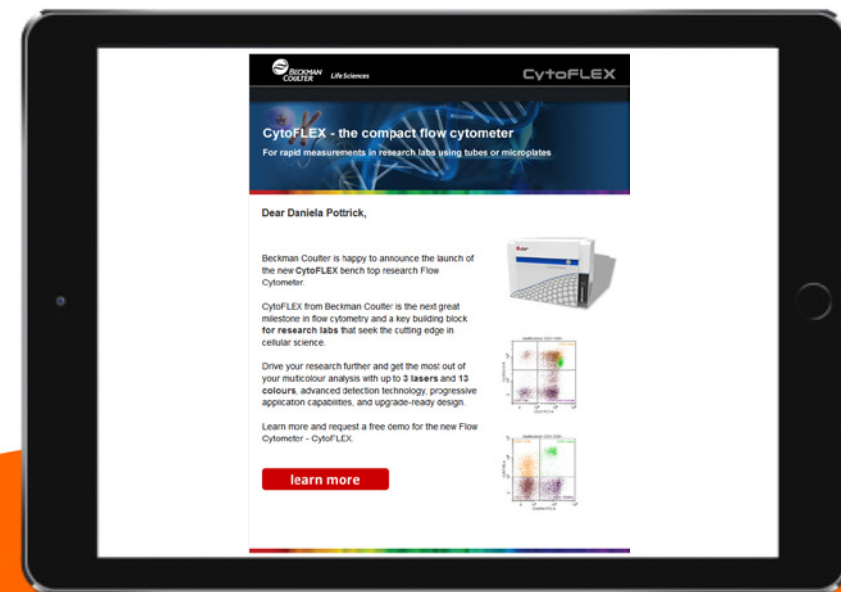 BECKMAN
COULTER
Life Sciences
CytoFLEX
CytoFLEX - the compact flow cytometer
For rapid measurements in research labs using tubes or microplates
Dear Daniela Pottrick,
Beckman Coulter is happy to announce the launch of
the new CytoFLEX bench top research Flow
Cytometer.
CytoFLEX from Beckman Coulter is the next great
milestone in flow cytometry and a key building block
for research labs that seek the cutting edge in
cellular science.
Drive your research further and get the most out of
your multicolour analysis with up to 3 lasers and 13
colours, advanced detection technology, progressive
application capabilities, and upgrade-ready design.
Learn more and request a free demo for the new Flow
Cytometer - CytoFLEX.
learn more